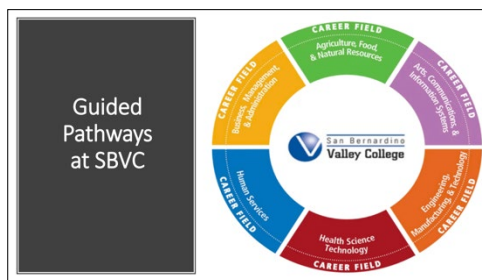 Guided
Pathways
at SBVC
CAREER FIELD
Agriculture, Food,
& Natural Resources
CAREER FIELD
Arts, Communications, &
Information Systems
CAREER FIELD
Engineering,
Manufacturing, & Technology
CAREER FIELD
Health Science
Technology
CAREER FIELD
Human Services
CAREER FIELD
Business, Management,
& Administration
San Bernardino
Valley College